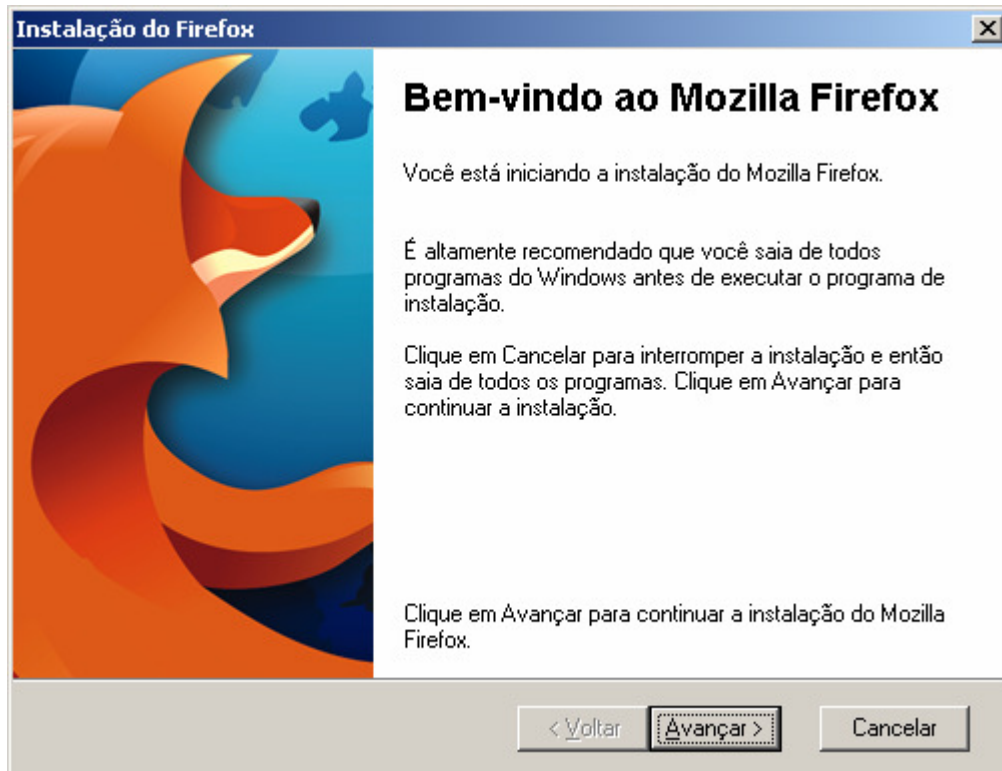 Instalação do Firefox
Bem-vindo ao Mozilla Firefox
Você está iniciando a instalação do Mozilla Firefox.
É altamente recomendado que você saia de todos
programas do Windows antes de executar o programa de
instalação.
Clique em Cancelar para interromper a instalação e então
saia de todos os programas. Clique em Avançar para
continuar a instalação.
Clique em Avançar para continuar a instalação do Mozilla
Firefox.
< Voltar
Avançar >
Cancelar